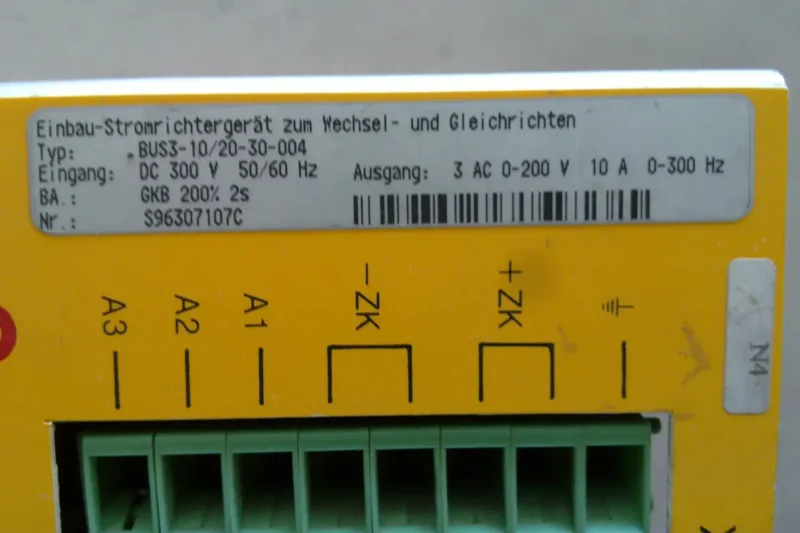 Einbau-Stromrichtergerät zum Wechsel- und Gleichrichten
Typ: BUS3-10/20-30-004
Eingang: DC 300 V 50/60 Hz Ausgang: 3 AC 0-200 V 10 A 0-300 Hz
BA.: GKB 200% 2s
Nr.: S96307107C
A3 A2 A1 -ZK +ZK
N4